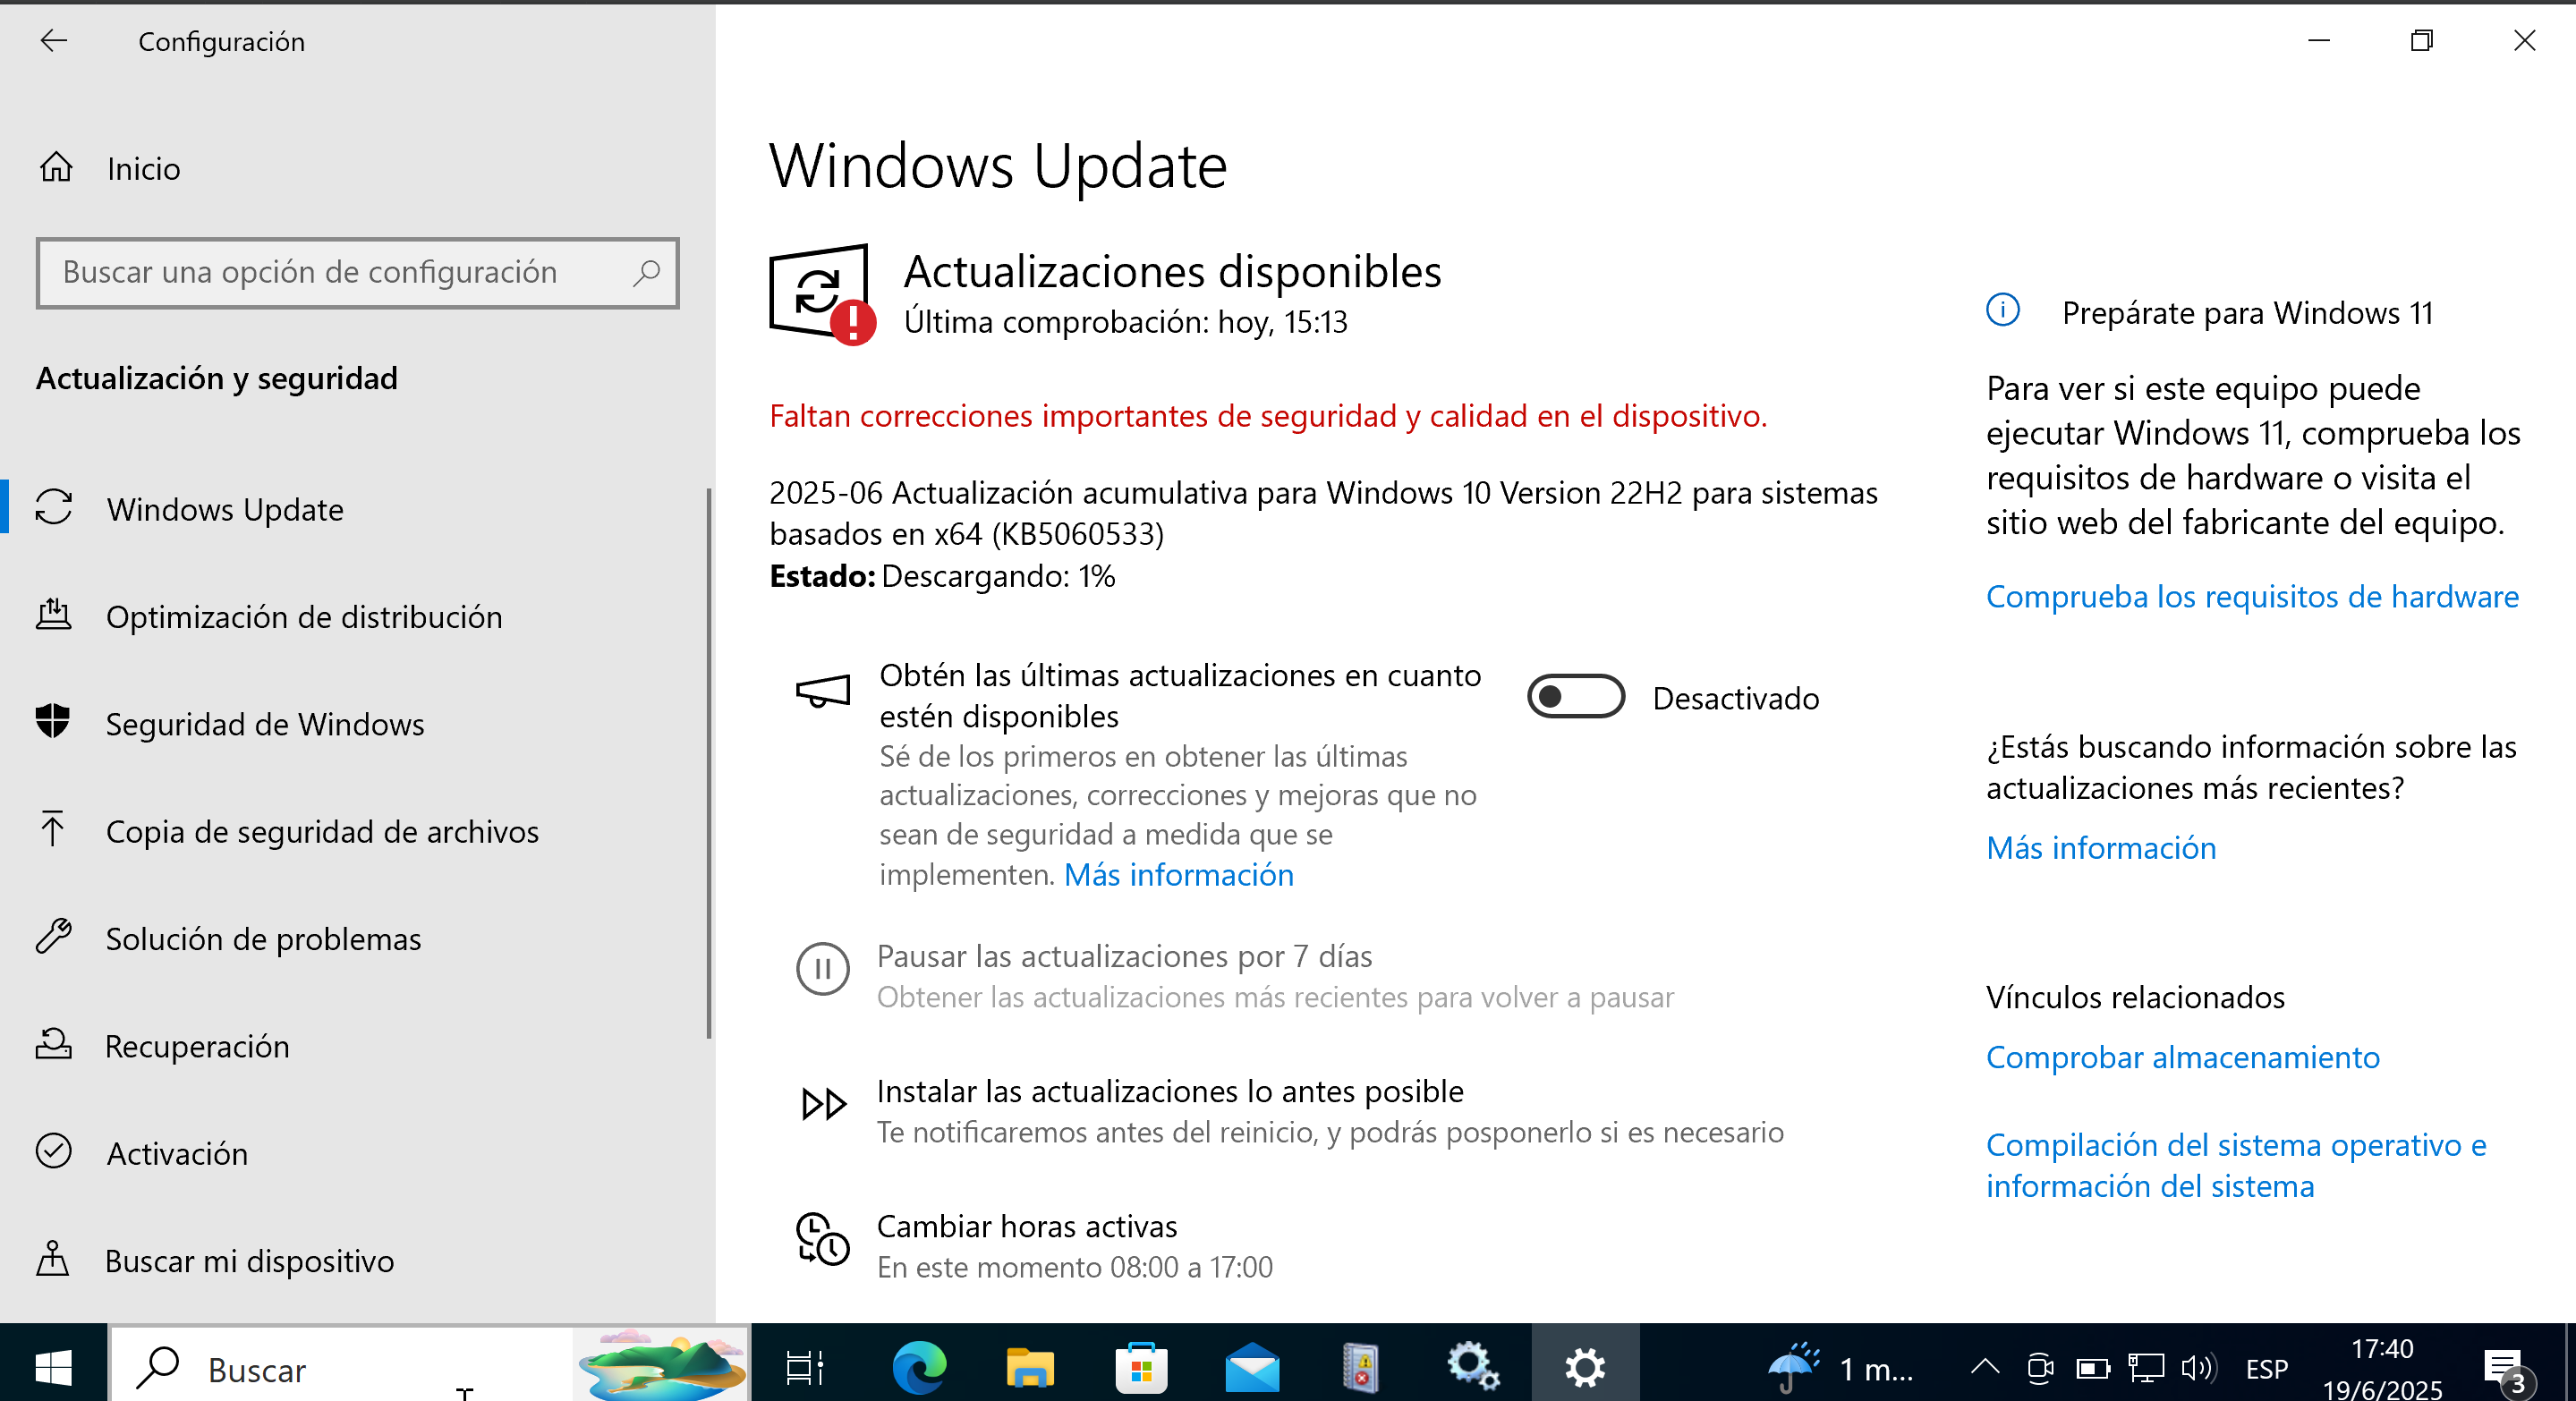 Configuración
Inicio
Buscar una opción de configuración
Actualización y seguridad
Windows Update
Optimización de distribución
Seguridad de Windows
Copia de seguridad de archivos
Solución de problemas
Recuperación
Activación
Buscar mi dispositivo
Windows Update
Actualizaciones disponibles
Última comprobación: hoy, 15:13
Faltan correcciones importantes de seguridad y calidad en el dispositivo.
2025-06 Actualización acumulativa para Windows 10 Version 22H2 para sistemas
basados en x64 (KB5060533)
Estado: Descargando: 1%
Obtén las últimas actualizaciones en cuanto
estén disponibles
Desactivado
Sé de los primeros en obtener las últimas
actualizaciones, correcciones y mejoras que no
sean de seguridad a medida que se
implementen. Más información
Pausar las actualizaciones por 7 días
Obtener las actualizaciones más recientes para volver a pausar
Instalar las actualizaciones lo antes posible
Te notificaremos antes del reinicio, y podrás posponerlo si es necesario
Cambiar horas activas
En este momento 08:00 a 17:00
Prepárate para Windows 11
Para ver si este equipo puede
ejecutar Windows 11, comprueba los
requisitos de hardware o visita el
sitio web del fabricante del equipo.
Comprueba los requisitos de hardware
¿Estás buscando información sobre las
actualizaciones más recientes?
Más información
Vínculos relacionados
Comprobar almacenamiento
Compilación del sistema operativo e
información del sistema
Buscar
1 m...
ESP
17:40
19/6/2025
3